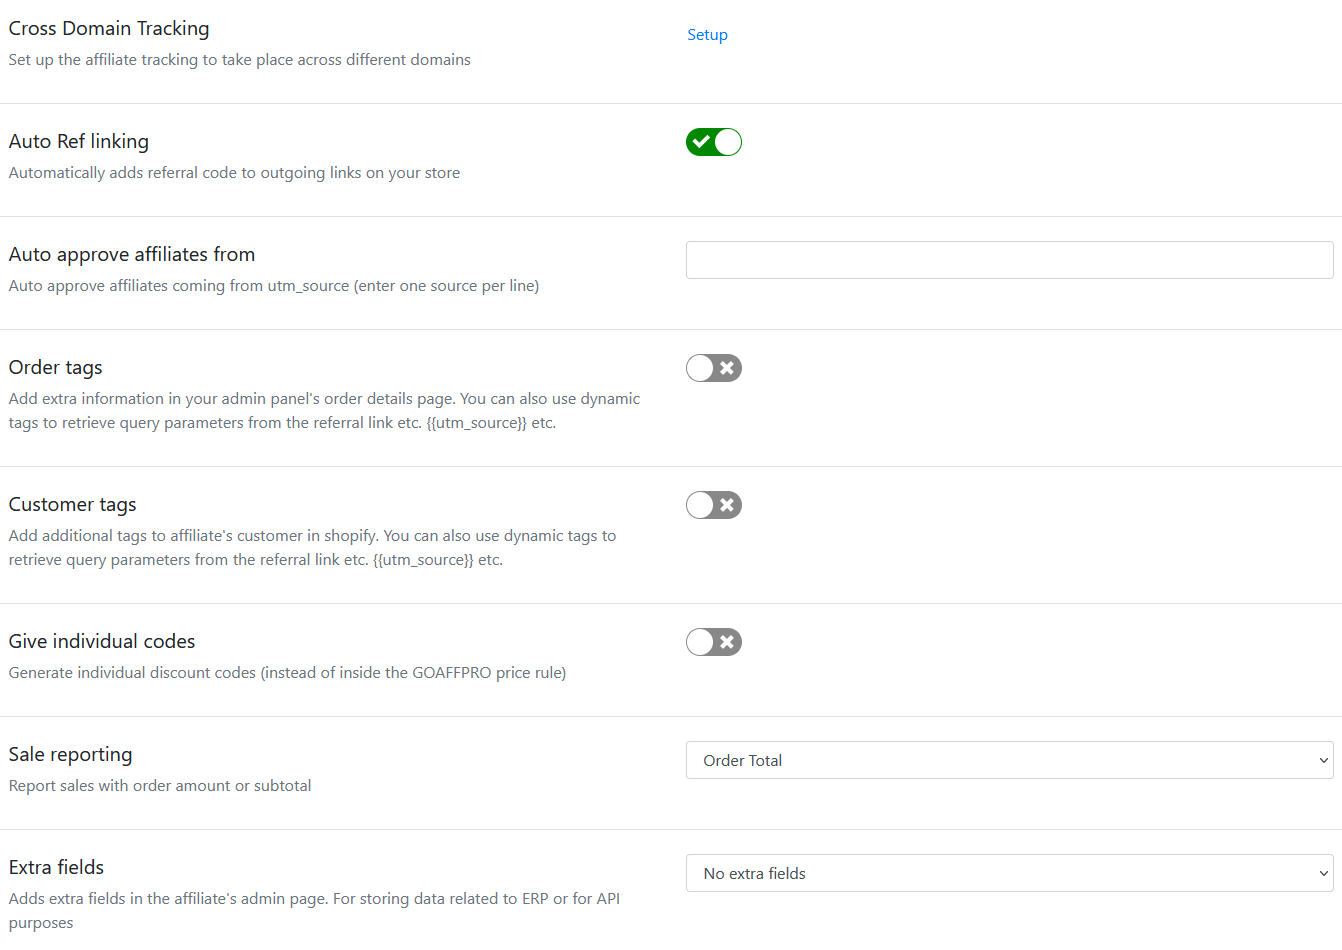 Cross Domain Tracking
Setup
Set up the affiliate tracking to take place across different domains
Auto Ref linking
Automatically adds referral code to outgoing links on your store
Auto approve affiliates from
Auto approve affiliates coming from utm_source (enter one source per line)
Order tags
Add extra information in your admin panel's order details page. You can also use dynamic
tags to retrieve query parameters from the referral link etc. {{utm_source}} etc.
Customer tags
Add additional tags to affiliate's customer in shopify. You can also use dynamic tags to
retrieve query parameters from the referral link etc. {{utm_source}} etc.
Give individual codes
Generate individual discount codes (instead of inside the GOAFFPRO price rule)
Sale reporting
Order Total
Report sales with order amount or subtotal
Extra fields
No extra fields
Adds extra fields in the affiliate's admin page. For storing data related to ERP or for API
purposes